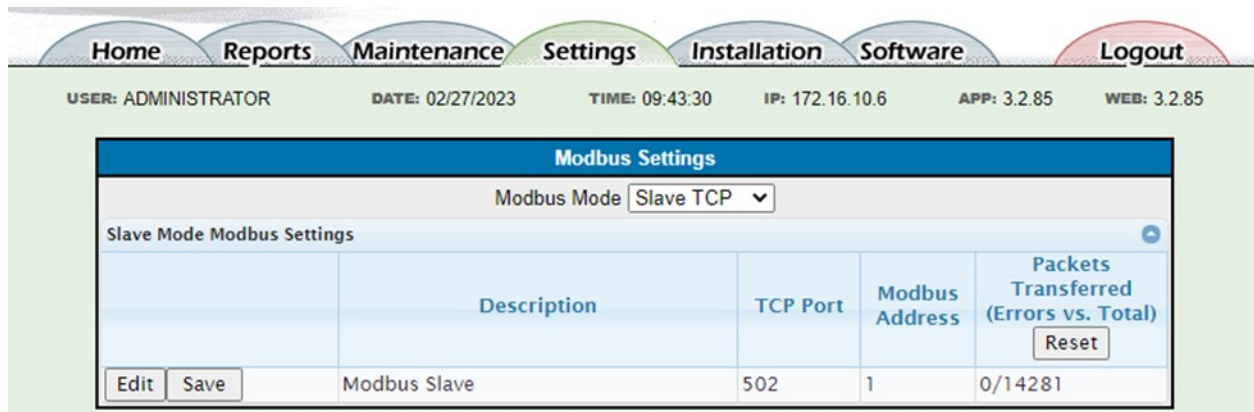 Home Reports Maintenance Settings Installation Software Logout
USER: ADMINISTRATOR DATE: 02/27/2023 TIME: 09:43:30 IP: 172.16.10.6 APP: 3.2.85 WEB: 3.2.85
Modbus Settings
Modbus Mode Slave TCP
Slave Mode Modbus Settings
Description TCP Port Modbus Address Packets Transferred (Errors vs. Total)
Reset
Edit Save Modbus Slave 502 1 0/14281